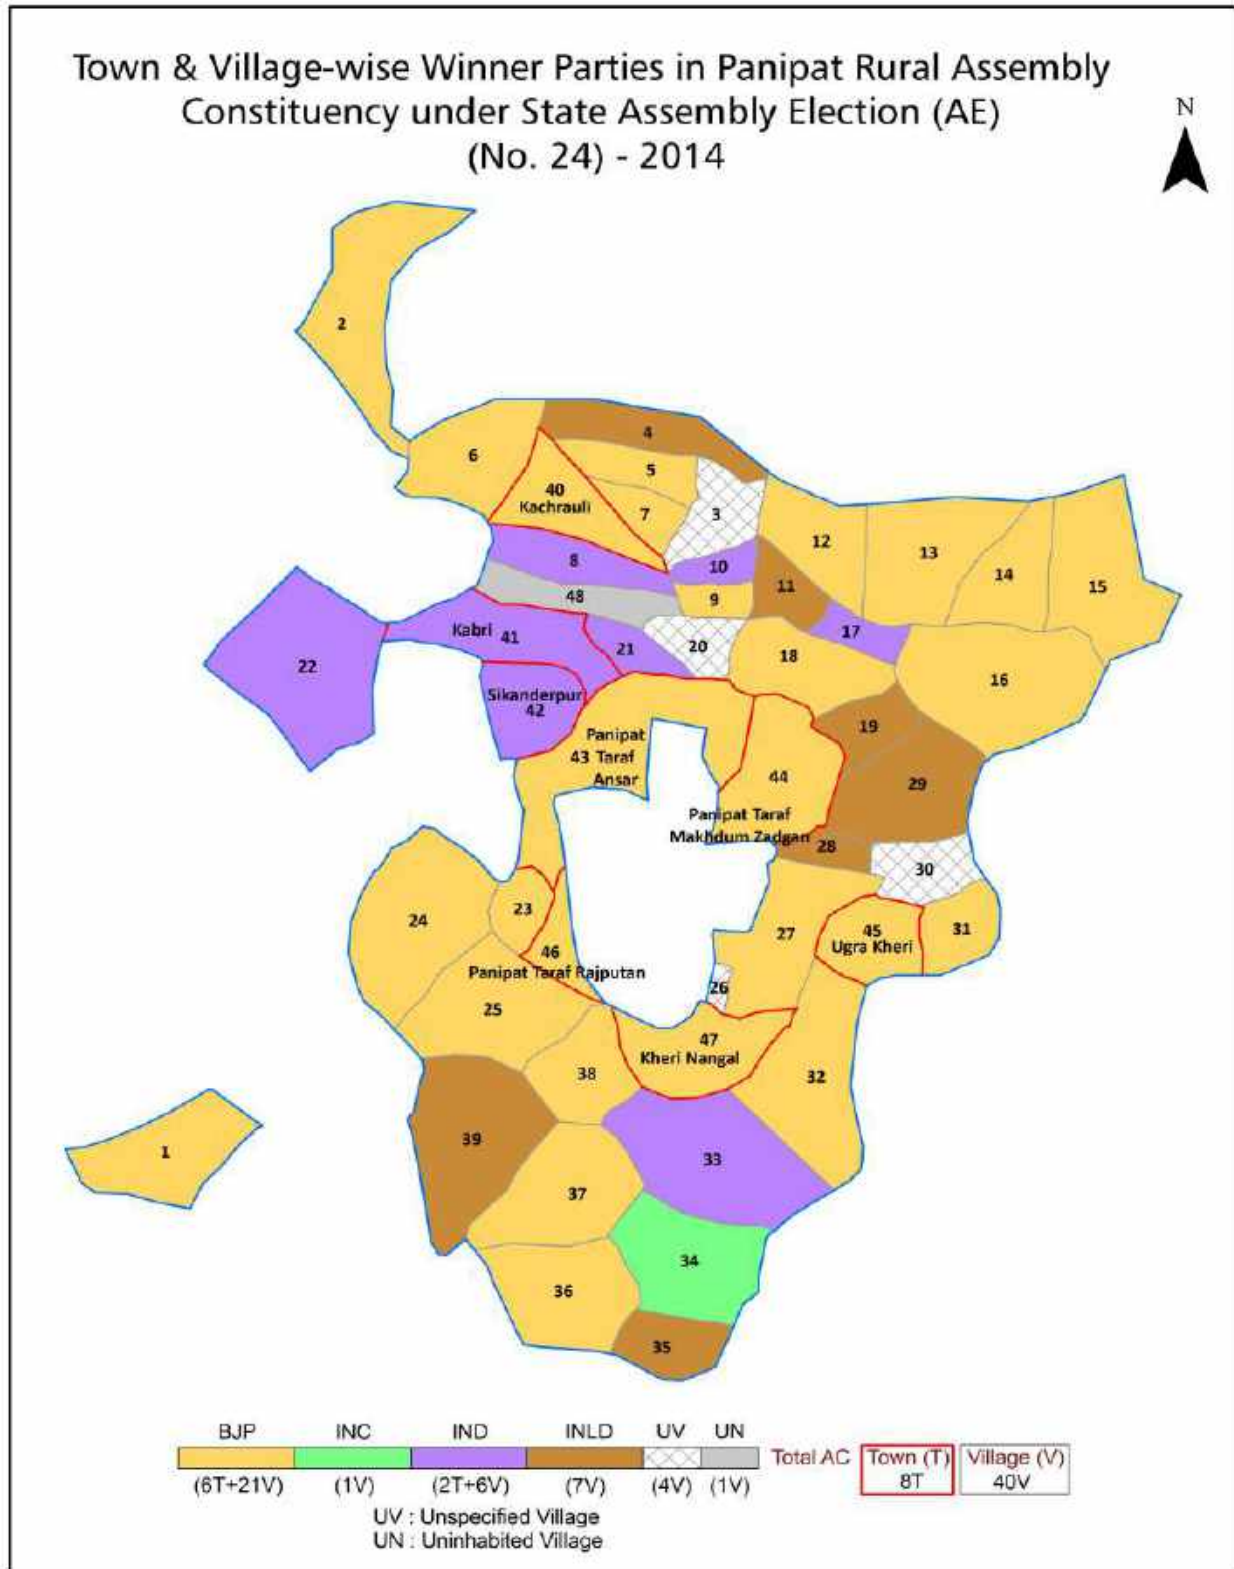 Town & Village-wise Winner Parties in Panipat Rural Assembly
Constituency under State Assembly Election (AE)
(No. 24) - 2014
N
2
4
6
5
40
Kachrauli
7
3
12
13
14
15
8
10
11
48
9
17
Kabri 41
21
20
18
22
16
Sikanderpur
42
19
Panipat
43 Taraf
Ansar
44
29
Panipat Taraf
Makhdum Zadgan
28
30
24
23
27
45
Ugra Kheri
31
46
Panipat Taraf Rajputan
26
25
47
Kheri Nangal
38
32
39
1
33
37
34
36
35
BJP INC IND INLD UV UN
Total AC Town (T) Village (V)
8T 40V
(6T+21V) (1V) (2T+6V) (7V) (4V) (1V)
UV : Unspecified Village
UN : Uninhabited Village